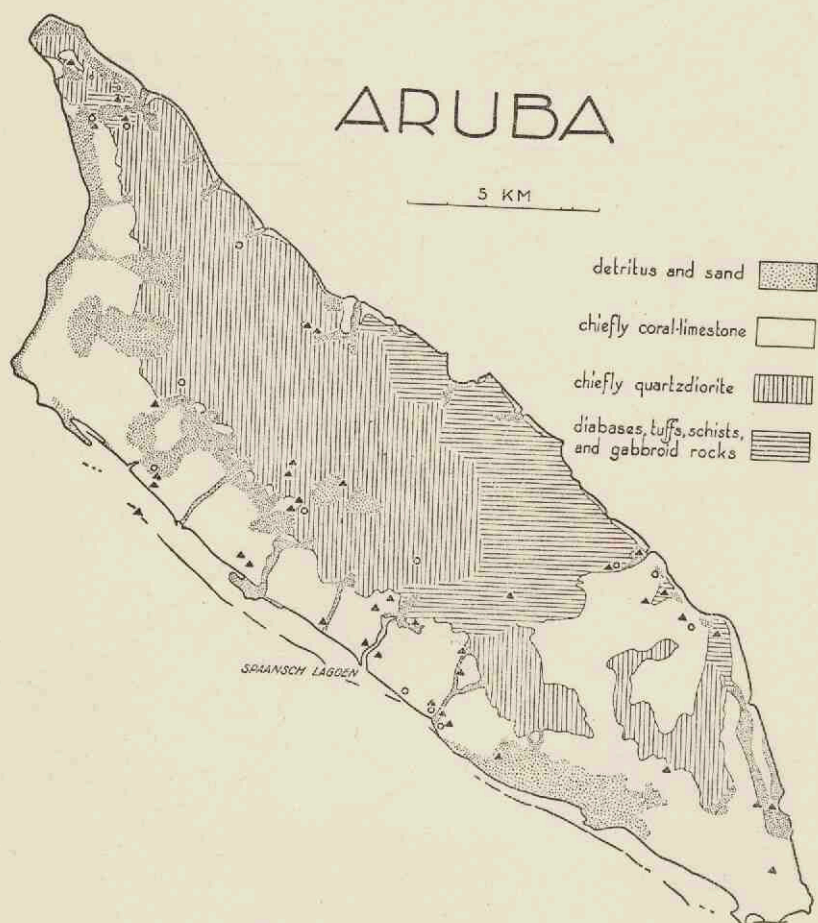 ARUBA
5 KM
detritus and sand
chiefly coral-limestone
chiefly quartzdiorite
diabases, tuffs, schists,
and gabbroid rocks
SPAANSCH LAGOEN